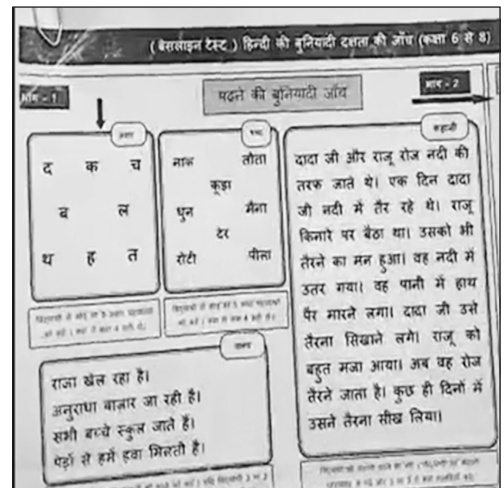 ( बेसलाइन टेस्ट ) हिन्दी की बुनियादी दक्षता की जाँच (कक्षा 6 से 8)
भाग - 1
पढ़ने की बुनियादी जाँच
भाग - 2
अक्षर
द क च
ब ल
थ ह त
शब्द
नाक तोता
कूड़ा
धुन मैना
टेर
रोटी पीला
वाक्य
राजा खेल रहा है।
अनुराधा बाज़ार जा रही है।
सभी बच्चे स्कूल जाते हैं।
पेड़ों से हमें हवा मिलती है।
कहानी
दादा जी और राजू रोज नदी की
तरफ जाते थे। एक दिन दादा
जी नदी में तैर रहे थे। राजू
किनारे पर बैठा था। उसको भी
तैरने का मन हुआ। वह नदी में
उतर गया। वह पानी में हाथ
पैर मारने लगा। दादा जी उसे
तैरना सिखाने लगे। राजू को
बहुत मजा आया। अब वह रोज
तैरने जाता है। कुछ ही दिनों में
उसने तैरना सीख लिया।